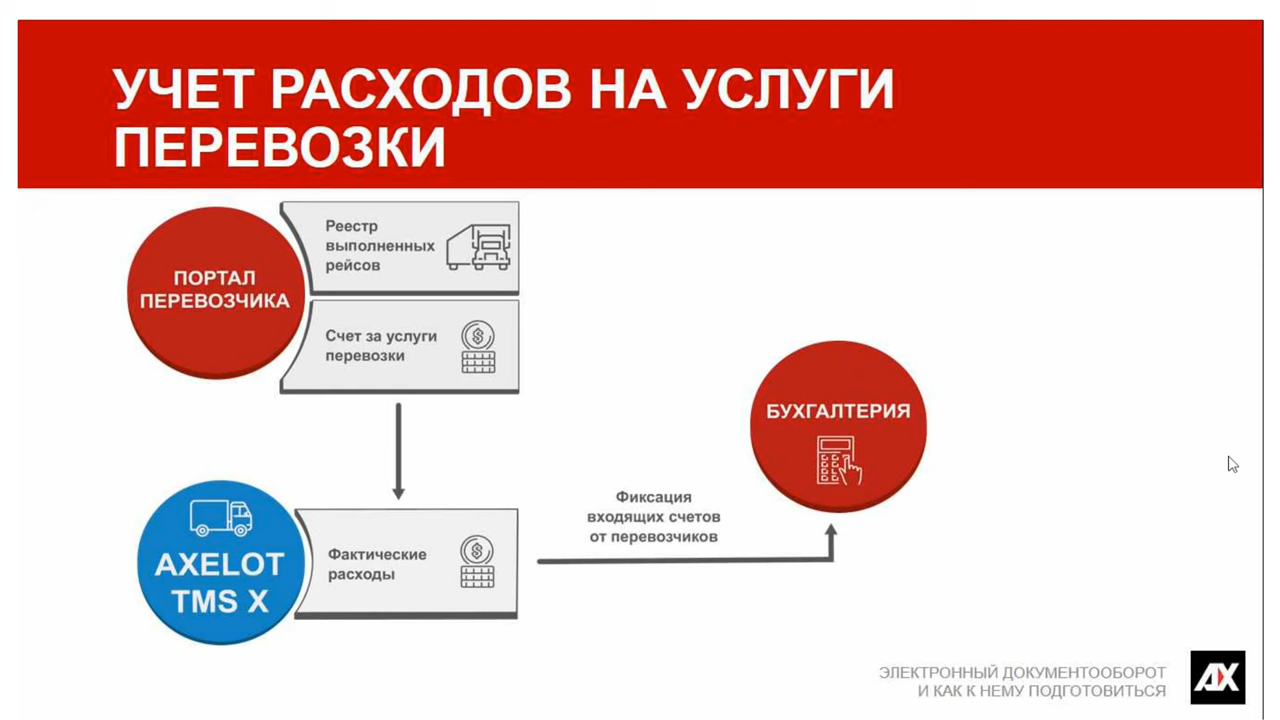 УЧЕТ РАСХОДОВ НА УСЛУГИ
ПЕРЕВОЗКИ
ПОРТАЛ
ПЕРЕВОЗЧИКА
Реестр
выполненных
рейсов
Счет за услуги
перевозки
БУХГАЛТЕРИЯ
AXELOT
TMS X
Фактические
расходы
Фиксация
входящих счетов
от перевозчиков
ЭЛЕКТРОННЫЙ ДОКУМЕНТООБОРОТ
И КАК К НЕМУ ПОДГОТОВИТЬСЯ
AX